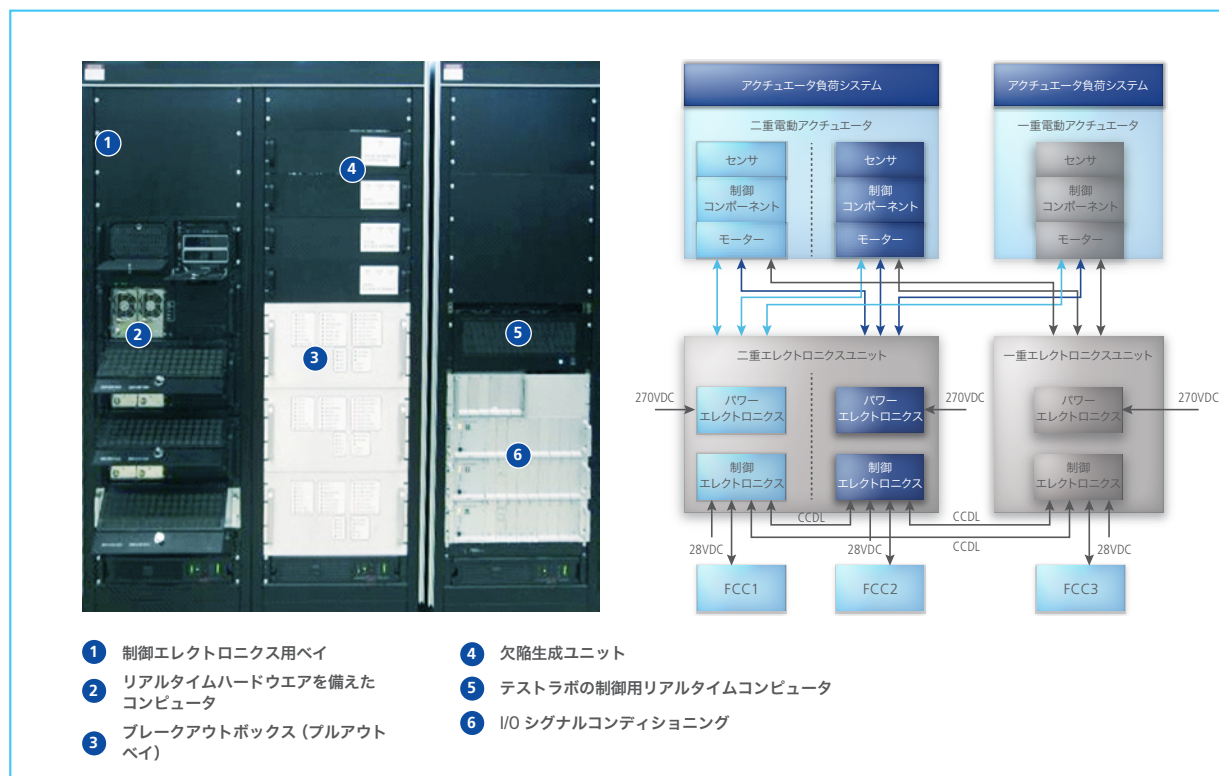 1
4
2
5
3
6
アクチュエータ負荷システム
アクチュエータ負荷システム
二重電動アクチュエータ
一重電動アクチュエータ
センサ
制御
コンポーネント
モーター
センサ
制御
コンポーネント
モーター
センサ
制御
コンポーネント
モーター
二重エレクトロニクスユニット
一重エレクトロニクスユニット
270VDC
パワー
エレクトロニクス
パワー
エレクトロニクス
270VDC
パワー
エレクトロニクス
270VDC
制御
エレクトロニクス
制御
エレクトロニクス
制御
エレクトロニクス
CCDL
CCDL
CCDL
28VDC
28VDC
28VDC
FCC1
FCC2
FCC3
1 制御エレクトロニクス用ベイ
2 リアルタイムハードウエアを備えた
コンピュータ
3 ブレークアウトボックス（プルアウト
ベイ）
4 欠陥生成ユニット
5 テストラボの制御用リアルタイムコンピュータ
6 I/O シグナルコンディショニング